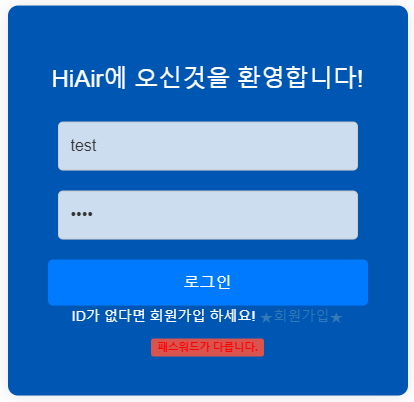 HiAir에 오신것을 환영합니다!
test
••••
로그인
ID가 없다면 회원가입 하세요! ★회원가입★
패스워드가 다릅니다.